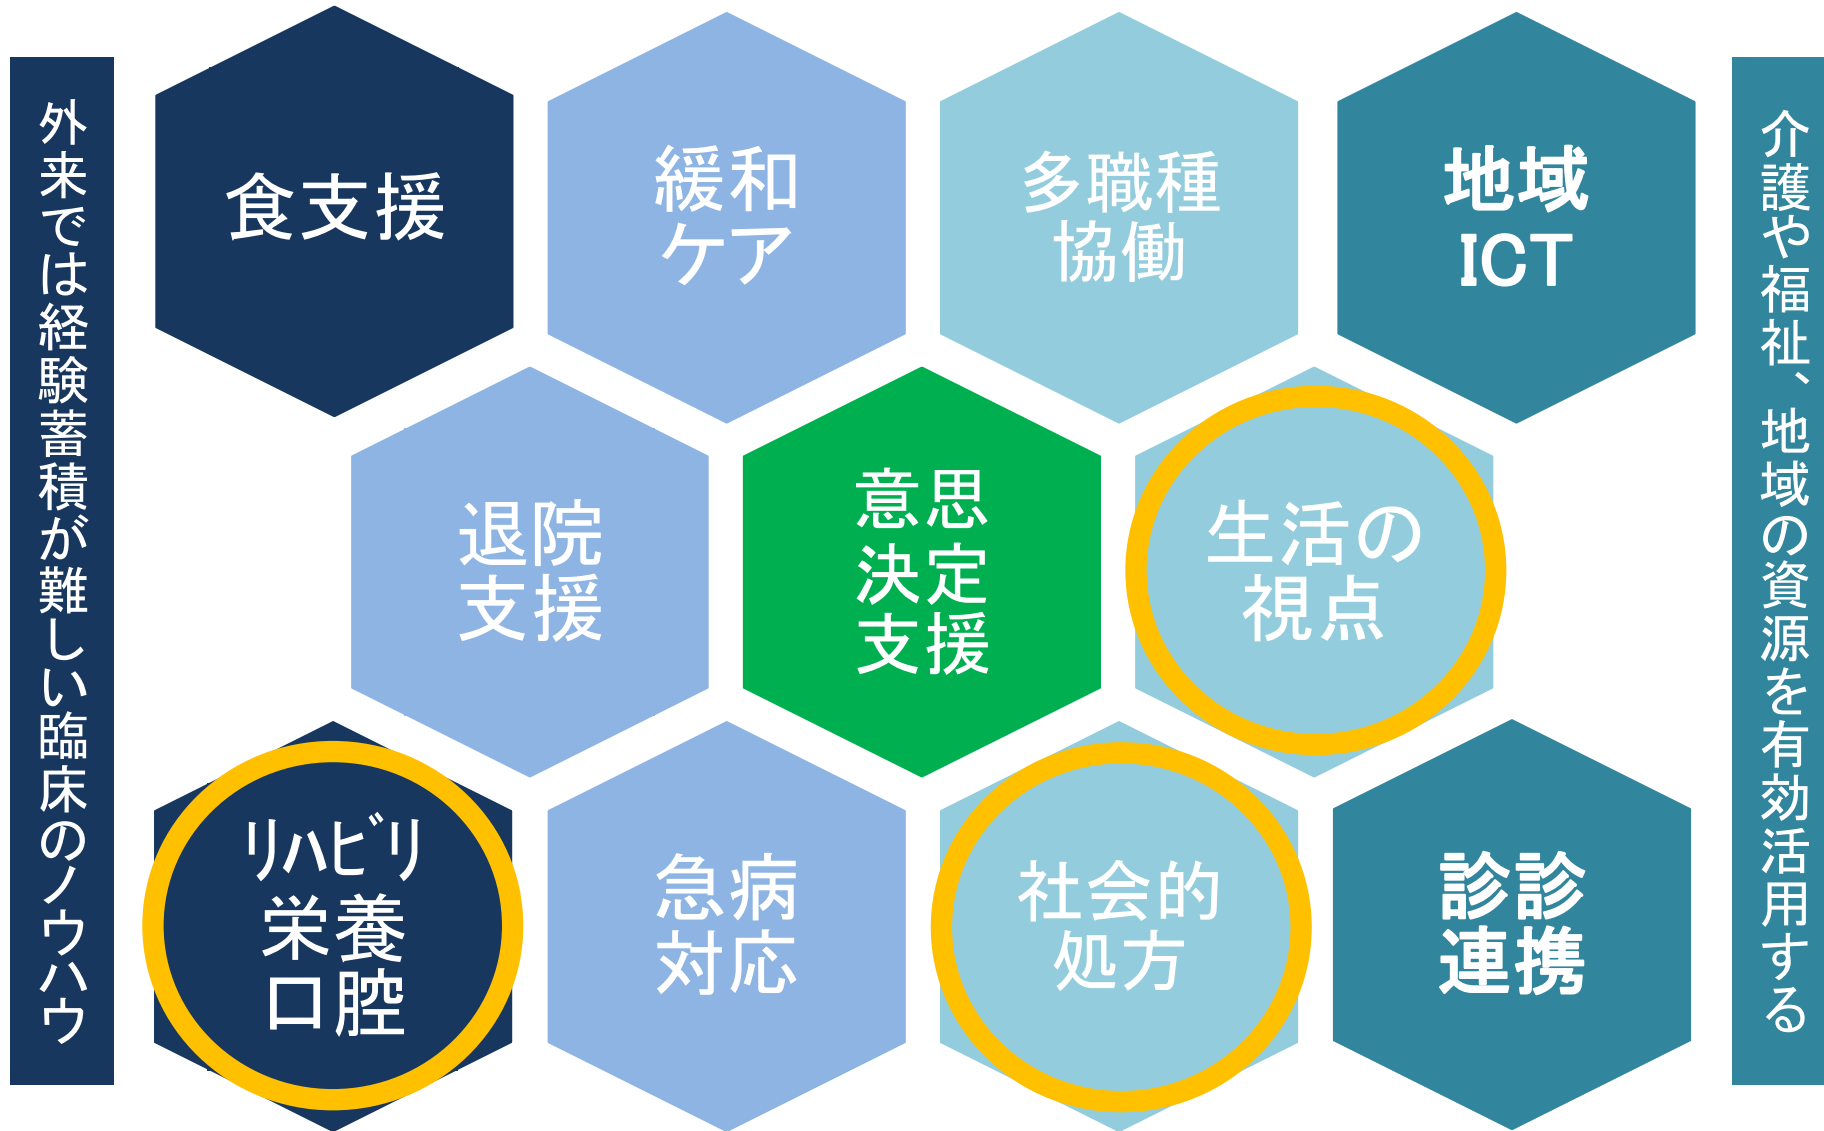 外来では経験蓄積が難しい臨床のノウハウ
食支援
緩和
ケア
多職種
協働
地域
ICT
退院
支援
意思
決定
支援
生活の
視点
リハビリ
栄養
口腔
急病
対応
社会的
処方
診診
連携
介護や福祉、地域の資源を有効活用する